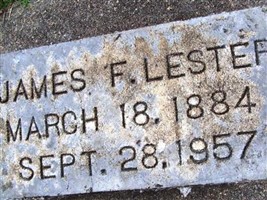 JAMES F. LESTER
MARCH 18. 1884
SEPT. 28. 1957